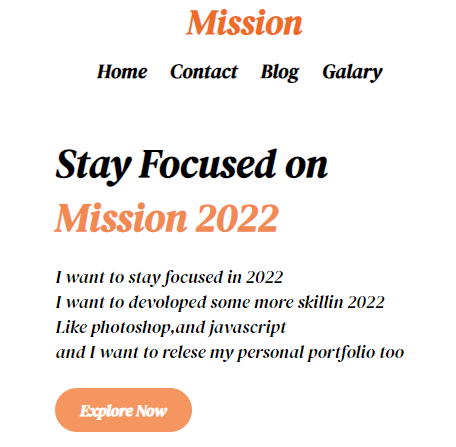 Mission
Home Contact Blog Galary
Stay Focused on
Mission 2022
I want to stay focused in 2022
I want to devoloped some more skillin 2022
Like photoshop,and javascript
and I want to relese my personal portfolio too
Explore Now